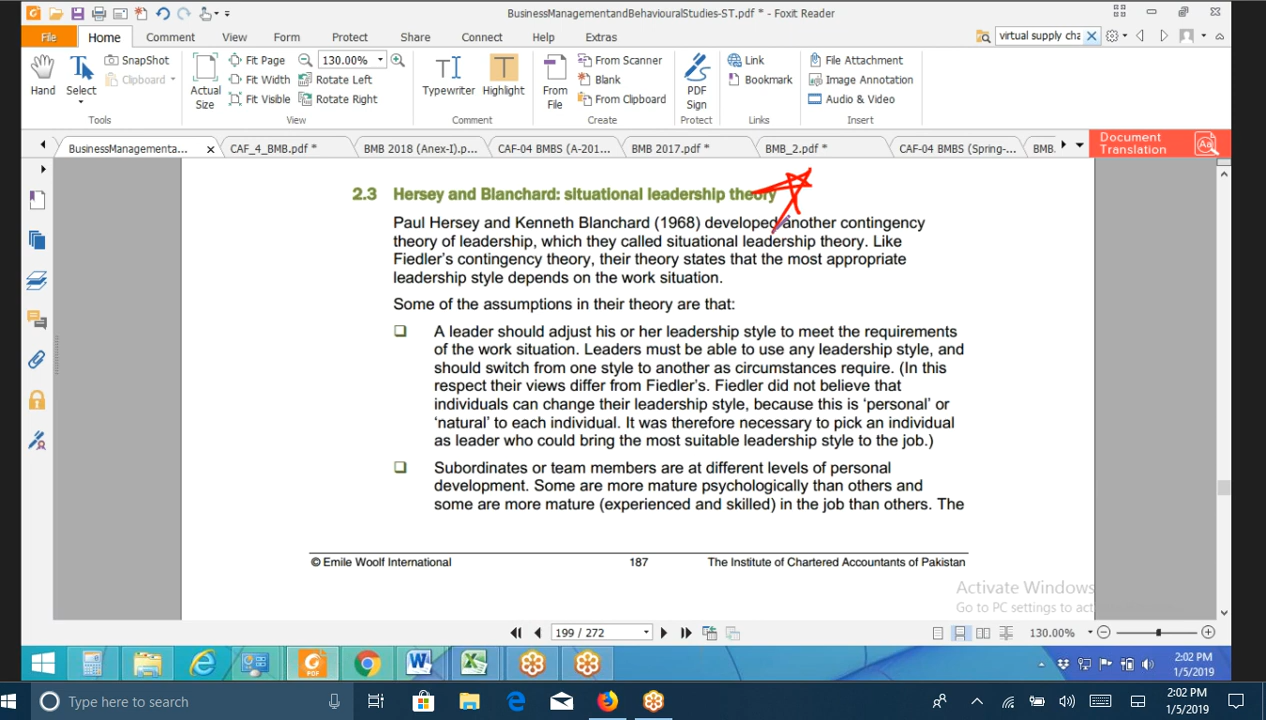 BusinessManagementandBehaviouralStudies-ST.pdf * - Foxit Reader
File Home Comment View Form Protect Share Connect Help Extras
virtual supply cha
Hand
Select
SnapShot
Clipboard
Actual Size
Fit Page
Fit Width
Fit Visible
130.00%
Rotate Left
Rotate Right
Typewriter
Highlight
From File
From Scanner
Blank
From Clipboard
PDF Sign
Link
Bookmark
File Attachment
Image Annotation
Audio & Video
Tools View Comment Create Protect Links Insert
BusinessManagementa... CAF_4_BMB.pdf * BMB 2018 (Anex-I).p... CAF-04 BMBS (A-201... BMB 2017.pdf * BMB_2.pdf * CAF-04 BMBS (Spring-... BMB.
Document Translation
2.3 Hersey and Blanchard: situational leadership theory
Paul Hersey and Kenneth Blanchard (1968) developed another contingency
theory of leadership, which they called situational leadership theory. Like
Fiedler's contingency theory, their theory states that the most appropriate
leadership style depends on the work situation.
Some of the assumptions in their theory are that:
❑ A leader should adjust his or her leadership style to meet the requirements
of the work situation. Leaders must be able to use any leadership style, and
should switch from one style to another as circumstances require. (In this
respect their views differ from Fiedler's. Fiedler did not believe that
individuals can change their leadership style, because this is 'personal' or
'natural' to each individual. It was therefore necessary to pick an individual
as leader who could bring the most suitable leadership style to the job.)
❑ Subordinates or team members are at different levels of personal
development. Some are more mature psychologically than others and
some are more mature (experienced and skilled) in the job than others. The
© Emile Woolf International 187 The Institute of Chartered Accountants of Pakistan
Activate Windows
Go to PC settings to act
199 / 272
130.00%
2:02 PM
1/5/2019
Type here to search
2:02 PM
1/5/2019